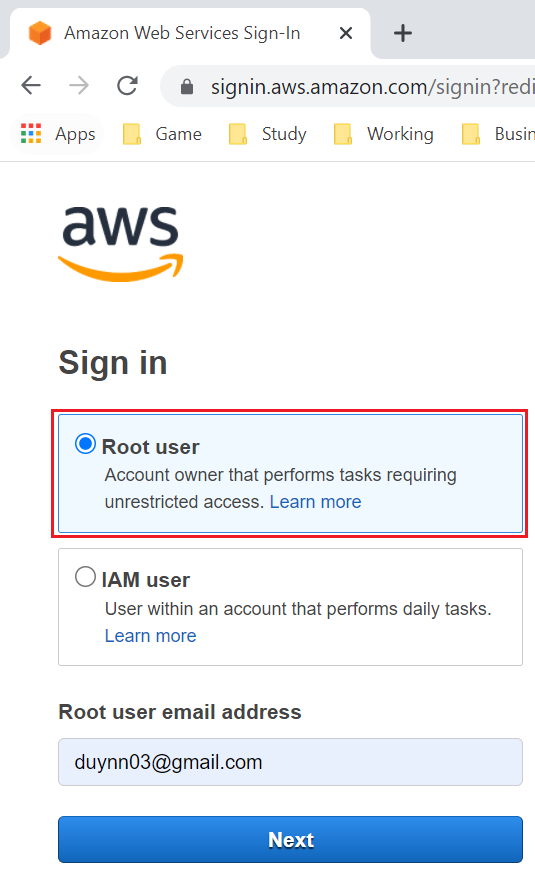 Amazon Web Services Sign-In
signin.aws.amazon.com/signin?redi
Apps Game Study Working Busin
aws
Sign in
Root user
Account owner that performs tasks requiring
unrestricted access. Learn more
IAM user
User within an account that performs daily tasks.
Learn more
Root user email address
duynn03@gmail.com
Next